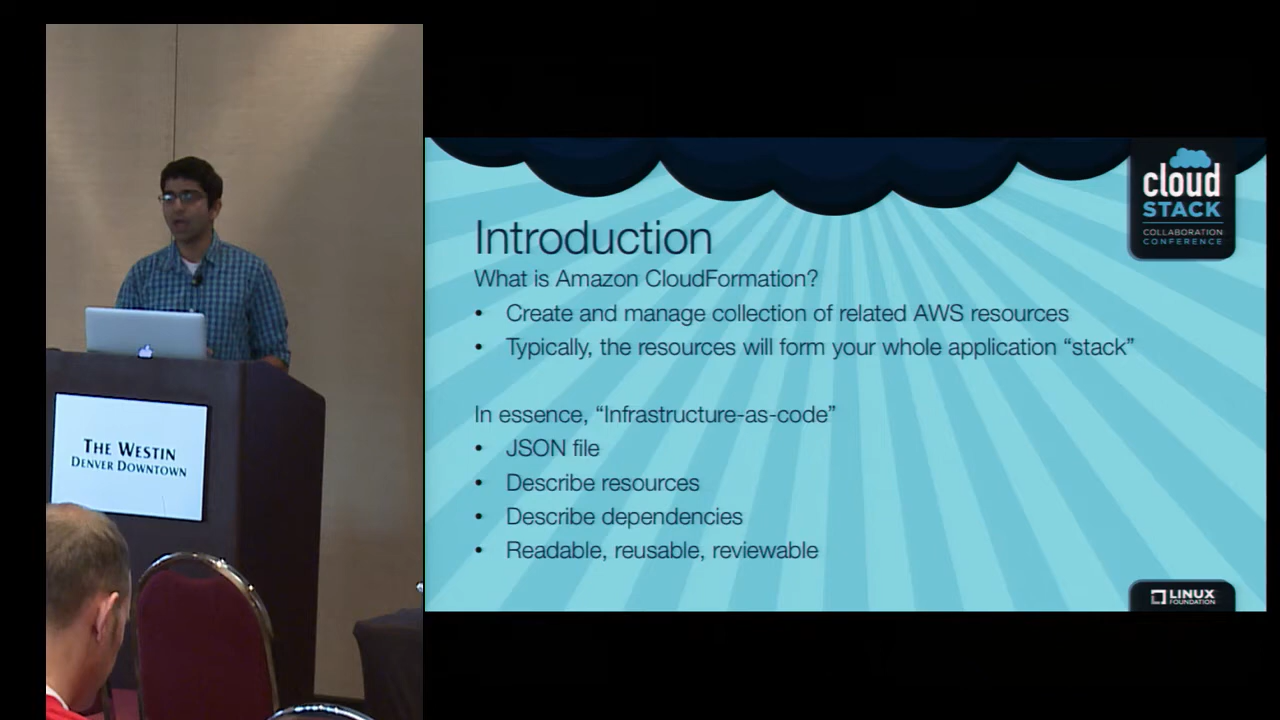 THE WESTIN
DENVER DOWNTOWN
cloud
STACK
COLLABORATION
CONFERENCE
Introduction
What is Amazon CloudFormation?
• Create and manage collection of related AWS resources
• Typically, the resources will form your whole application “stack”
In essence, “Infrastructure-as-code”
• JSON file
• Describe resources
• Describe dependencies
• Readable, reusable, reviewable
LINUX
FOUNDATION